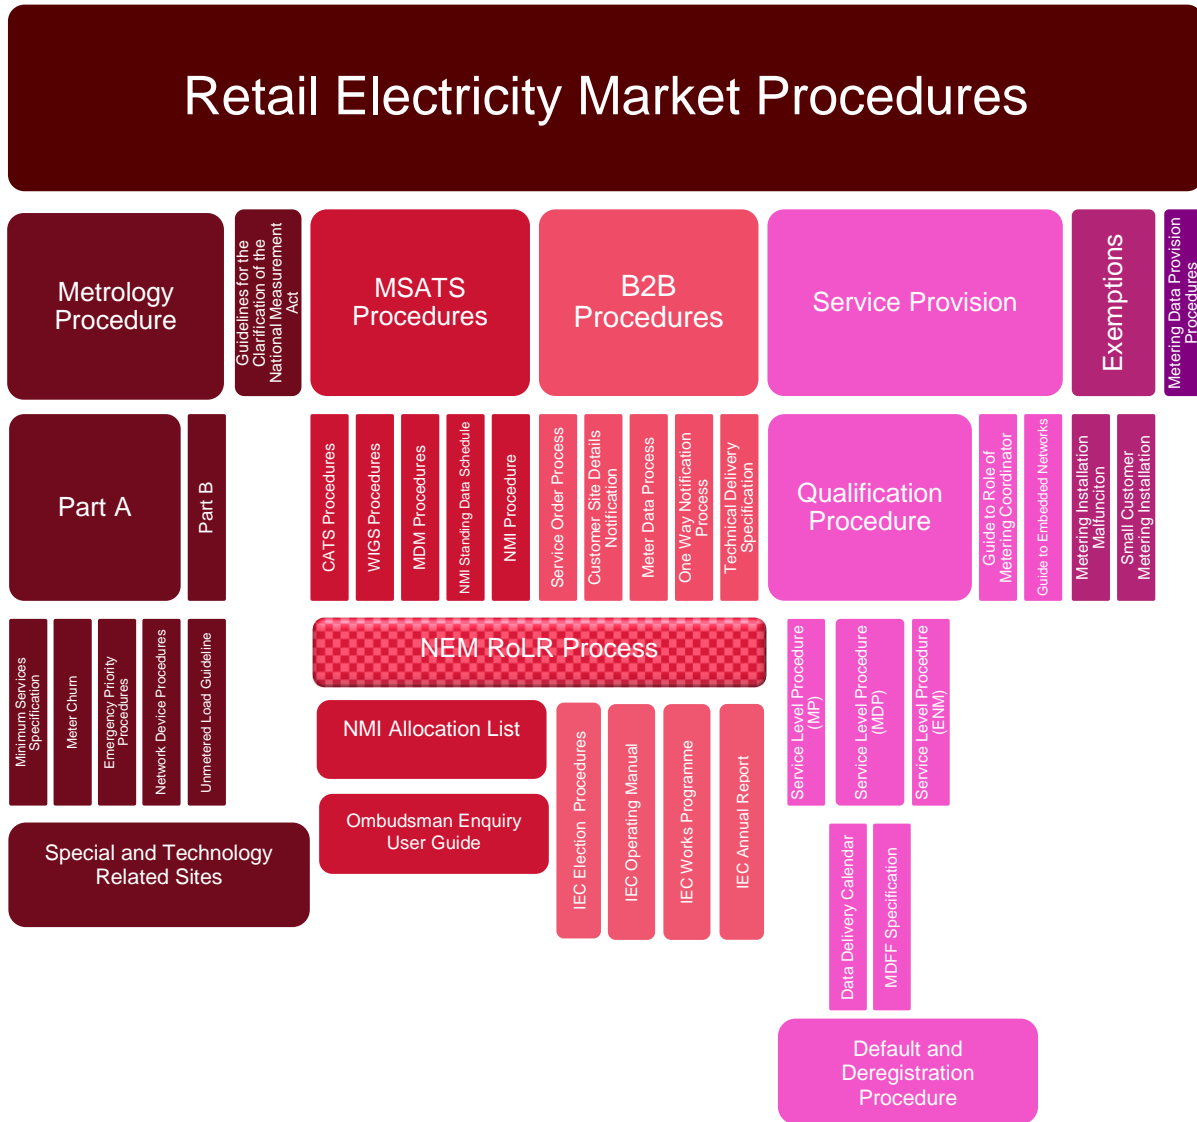 Retail Electricity Market Procedures
Metrology
Procedure
Guidelines for the
Clarification of the
National Measurement
Act
MSATS
Procedures
B2B
Procedures
Service Provision
Exemptions
Metering Data Provision
Procedures
Part A
Part B
CATS Procedures
WIGS Procedures
MDM Procedures
NMI Standing Data Schedule
NMI Procedure
Service Order Process
Customer Site Details
Notification
Meter Data Process
One Way Notification
Process
Technical Delivery
Specification
Qualification
Procedure
Guide to Role of
Metering Coordinator
Guide to Embedded Networks
Metering Installation
Malfunciton
Small Customer
Metering Installation
Minimum Services
Specification
Meter Churn
Emergency Priority
Procedures
Network Device Procedures
Unmetered Load Guideline
NEM RoLR Process
NMI Allocation List
Ombudsman Enquiry
User Guide
IEC Election  Procedures
IEC Operating Manual
IEC Works Programme
IEC Annual Report
Service Level Procedure
(MP)
Service Level Procedure
(MDP)
Service Level Procedure
(ENM)
Special and Technology
Related Sites
Data Delivery Calendar
MDFF Specification
Default and
Deregistration
Procedure